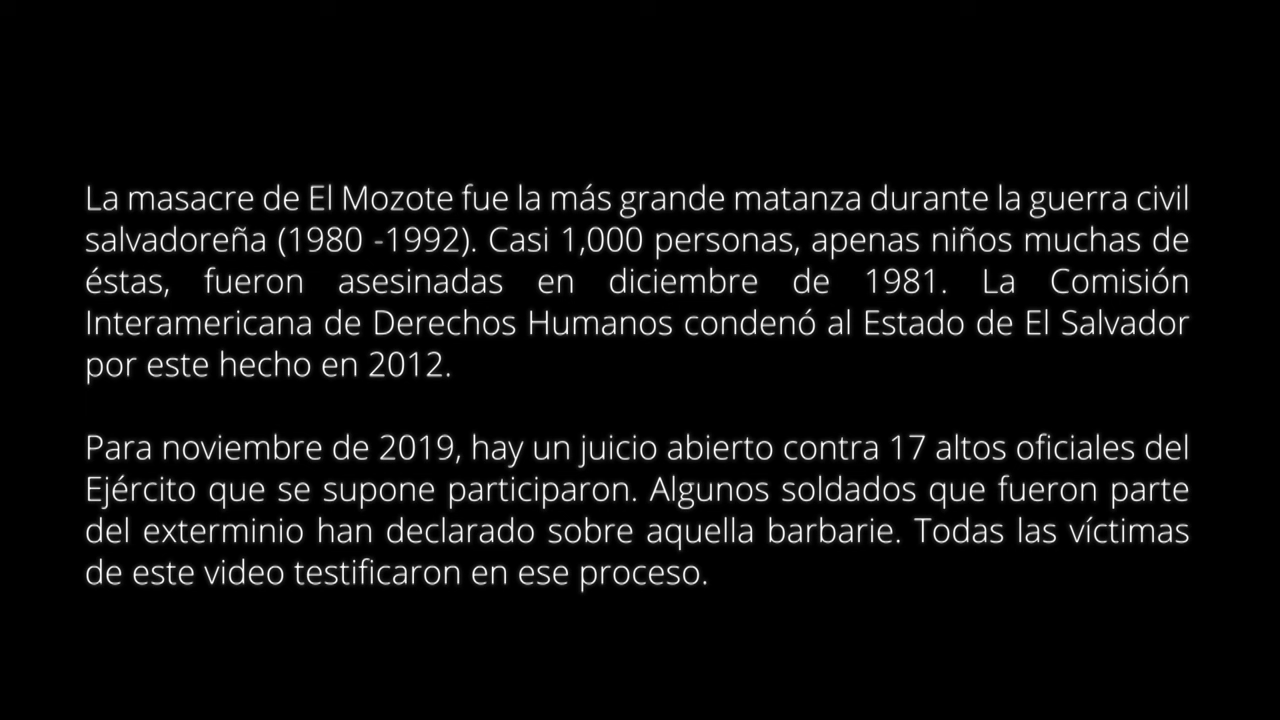 La masacre de El Mozote fue la más grande matanza durante la guerra civil
salvadoreña (1980 -1992). Casi 1,000 personas, apenas niños muchas de
éstas, fueron asesinadas en diciembre de 1981. La Comisión
Interamericana de Derechos Humanos condenó al Estado de El Salvador
por este hecho en 2012.
Para noviembre de 2019, hay un juicio abierto contra 17 altos oficiales del
Ejército que se supone participaron. Algunos soldados que fueron parte
del exterminio han declarado sobre aquella barbarie. Todas las víctimas
de este video testificaron en ese proceso.